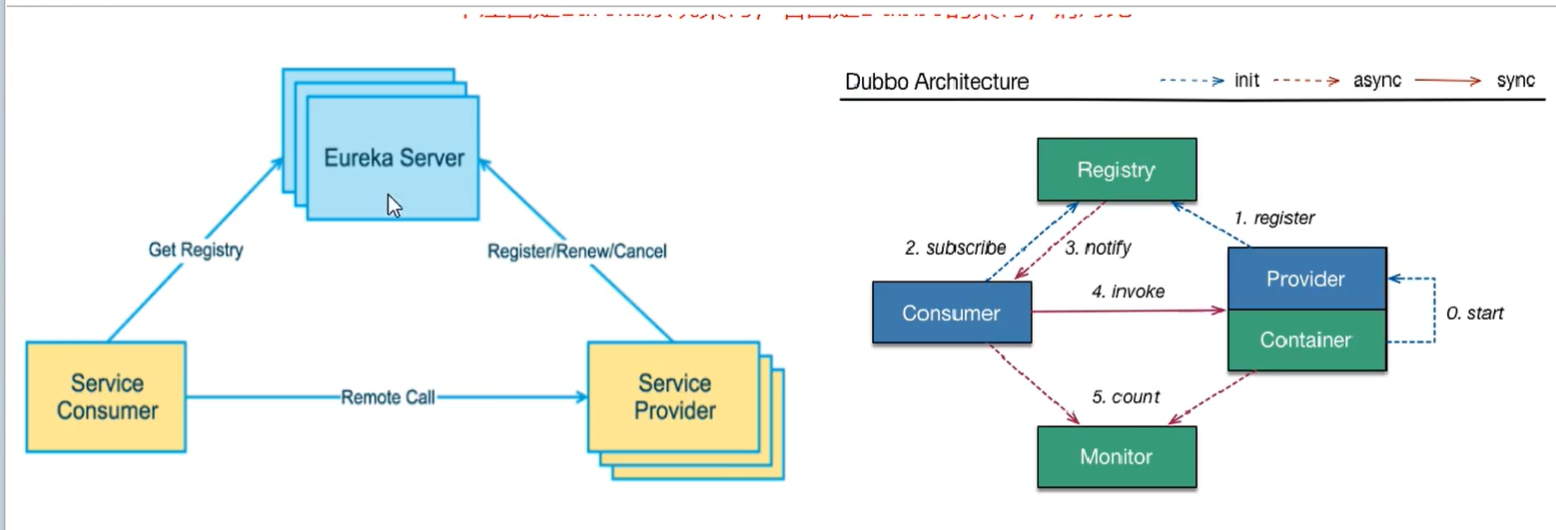 Eureka Server
Get Registry
Register/Renew/Cancel
Service
Consumer
Remote Call
Service
Provider
Dubbo Architecture
init
async
sync
Registry
1. register
2. subscribe
3. notify
Provider
Consumer
4. invoke
0. start
Container
5. count
Monitor